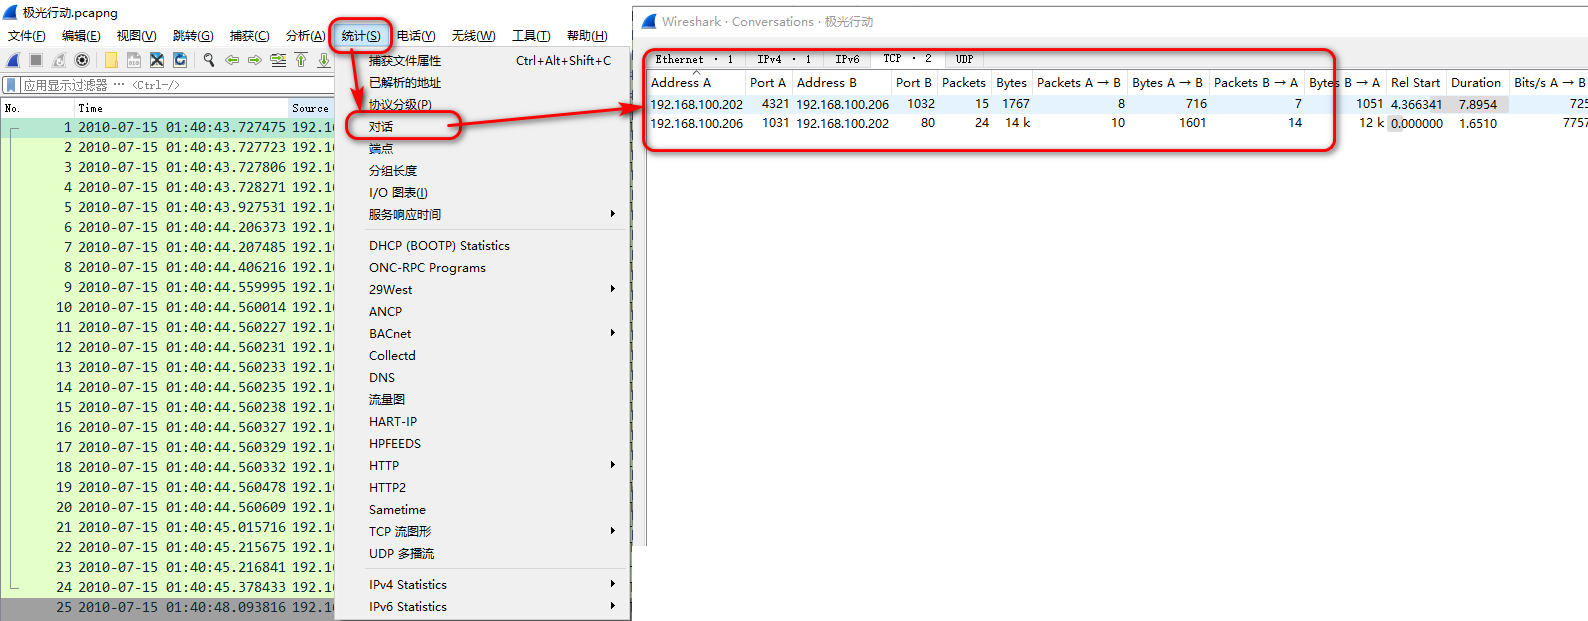 极光行动.pcapng
文件(F) 编辑(E) 视图(V) 跳转(G) 捕获(C) 分析(A) 统计(S) 电话(Y) 无线(W) 工具(T) 帮助(H)
应用显示过滤器 … <Ctrl-/>
No. Time Source
1 2010-07-15 01:40:43.727475 192.1
2 2010-07-15 01:40:43.727723 192.1
3 2010-07-15 01:40:43.727806 192.1
4 2010-07-15 01:40:43.728271 192.1
5 2010-07-15 01:40:43.927531 192.1
6 2010-07-15 01:40:44.206373 192.1
7 2010-07-15 01:40:44.207485 192.1
8 2010-07-15 01:40:44.406216 192.1
9 2010-07-15 01:40:44.559995 192.1
10 2010-07-15 01:40:44.560014 192.1
11 2010-07-15 01:40:44.560227 192.1
12 2010-07-15 01:40:44.560231 192.1
13 2010-07-15 01:40:44.560233 192.1
14 2010-07-15 01:40:44.560235 192.1
15 2010-07-15 01:40:44.560238 192.1
16 2010-07-15 01:40:44.560327 192.1
17 2010-07-15 01:40:44.560329 192.1
18 2010-07-15 01:40:44.560332 192.1
19 2010-07-15 01:40:44.560478 192.1
20 2010-07-15 01:40:44.560609 192.1
21 2010-07-15 01:40:45.015716 192.1
22 2010-07-15 01:40:45.215675 192.1
23 2010-07-15 01:40:45.216841 192.1
24 2010-07-15 01:40:45.378433 192.1
25 2010-07-15 01:40:48.093816 192.1
捕获文件属性 Ctrl+Alt+Shift+C
已解析的地址
协议分级(P)
对话
端点
分组长度
I/O 图表(I)
服务响应时间
DHCP (BOOTP) Statistics
ONC-RPC Programs
29West
ANCP
BACnet
Collectd
DNS
流量图
HART-IP
HPFEEDS
HTTP
HTTP2
Sametime
TCP 流图形
UDP 多播流
IPv4 Statistics
IPv6 Statistics
Wireshark · Conversations · 极光行动
Ethernet · 1 IPv4 · 1 IPv6 TCP · 2 UDP
Address A Port A Address B Port B Packets Bytes Packets A → B Bytes A → B Packets B → A Bytes B → A Rel Start Duration Bits/s A → B
192.168.100.202 4321 192.168.100.206 1032 15 1767 8 716 7 1051 4.366341 7.8954 725
192.168.100.206 1031 192.168.100.202 80 24 14 k 10 1601 14 12 k 0.000000 1.6510 7757